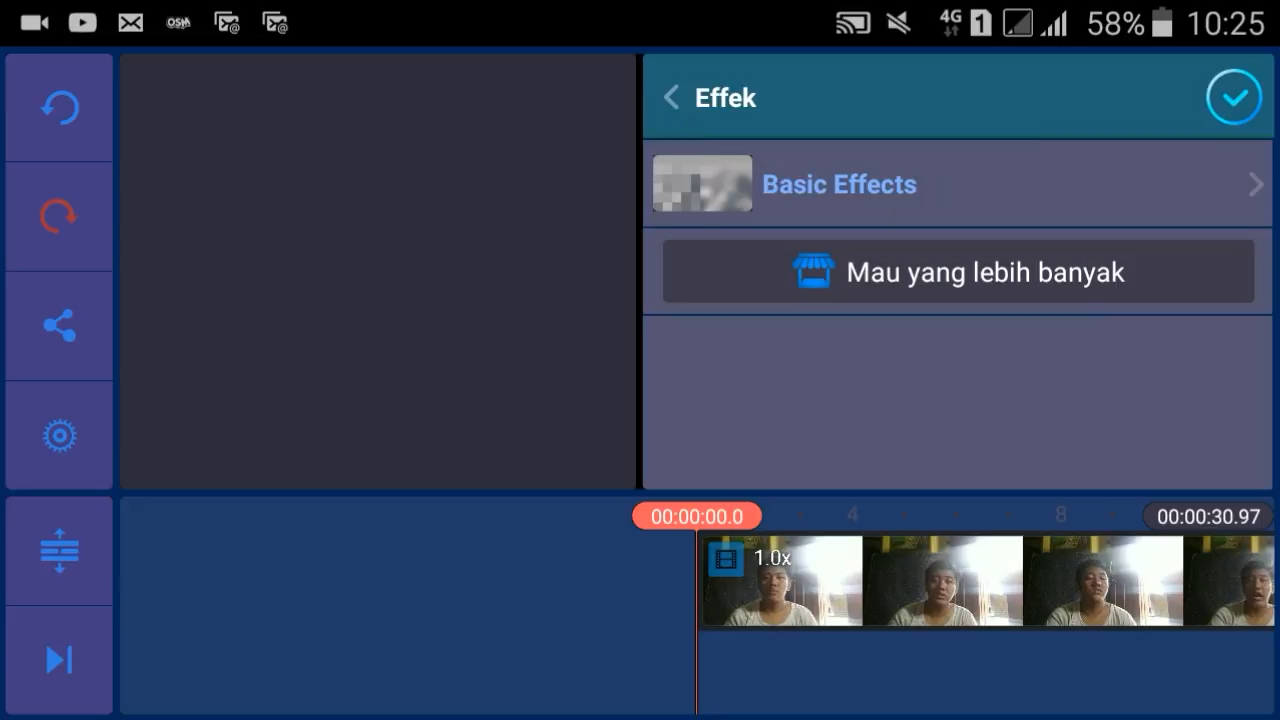 OSM 4G 1 58% 10:25
Effek
Basic Effects
Mau yang lebih banyak
00:00:00.0 4 8 00:00:30.97
1.0x